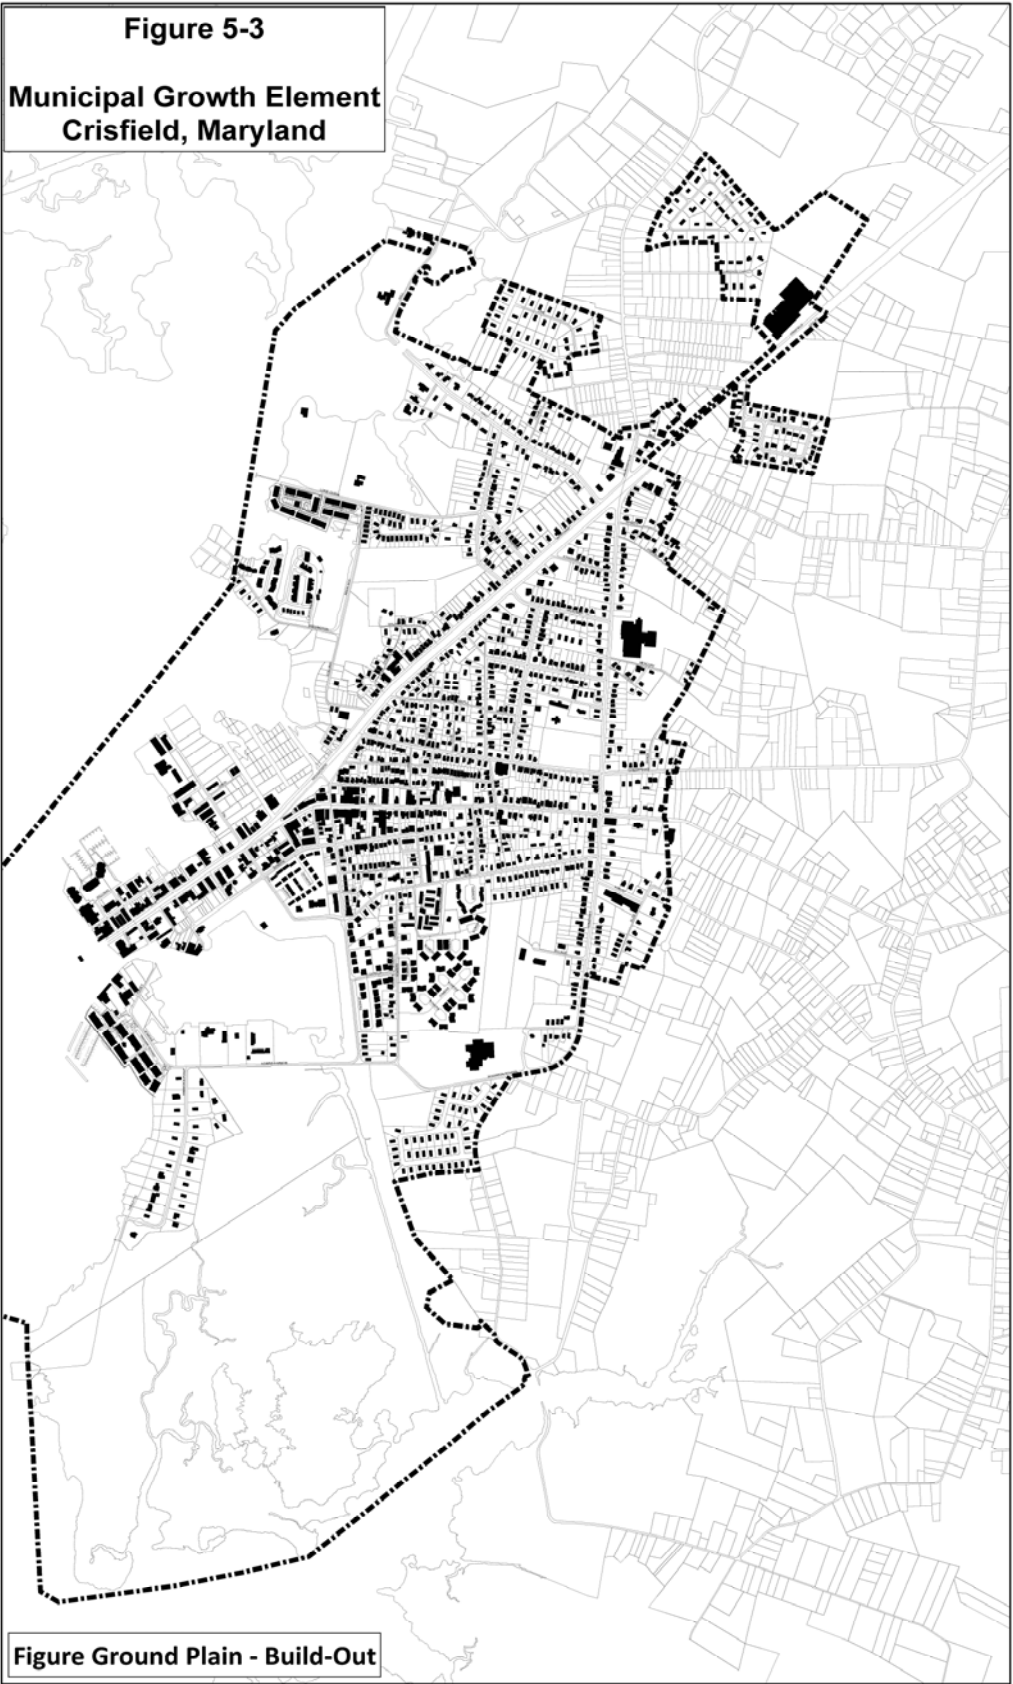 Figure 5-3
Municipal Growth Element
Crisfield, Maryland
Figure Ground Plain - Build-Out